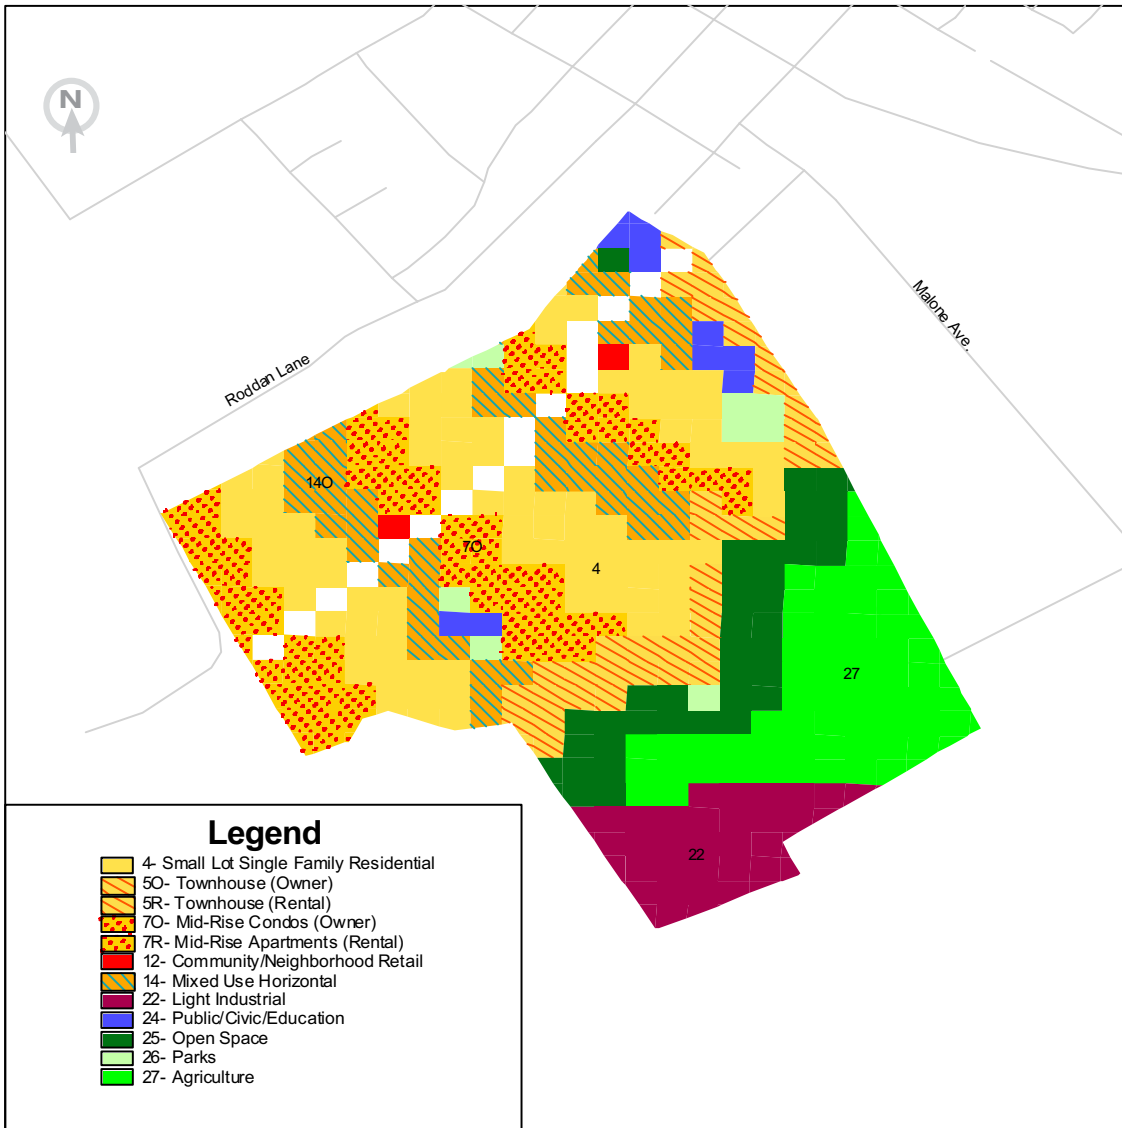 N
Malone Ave.
Roddan Lane
14O
7O
4
27
22
Legend
4- Small Lot Single Family Residential
5O- Townhouse (Owner)
5R- Townhouse (Rental)
7O- Mid-Rise Condos (Owner)
7R- Mid-Rise Apartments (Rental)
12- Community/Neighborhood Retail
14- Mixed Use Horizontal
22- Light Industrial
24- Public/Civic/Education
25- Open Space
26- Parks
27- Agriculture